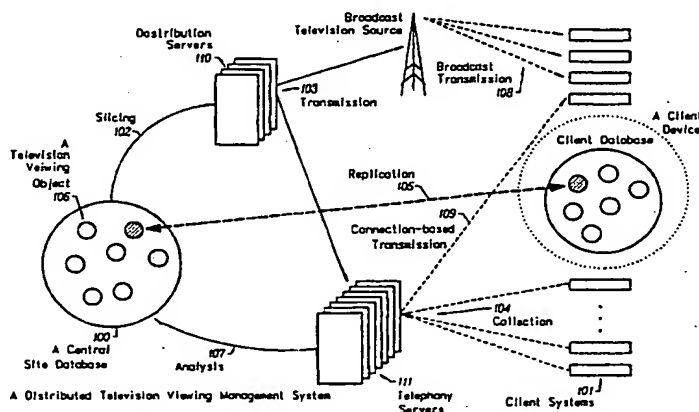 Broadcast
Television Source
Dastribution
Servers
110
Broadcast
Transmission
108
103
Transmission
Slicing
102
A Client
Device
Client Database
A
Television Veiwing
Object
106
Replication
105
109
Connection-based
Transmission
104
Collection
100
A Central
Site Database
107
Analysis
111
Telephony
Servers
101
Client Systems
A Distributed Television Viewing Management System